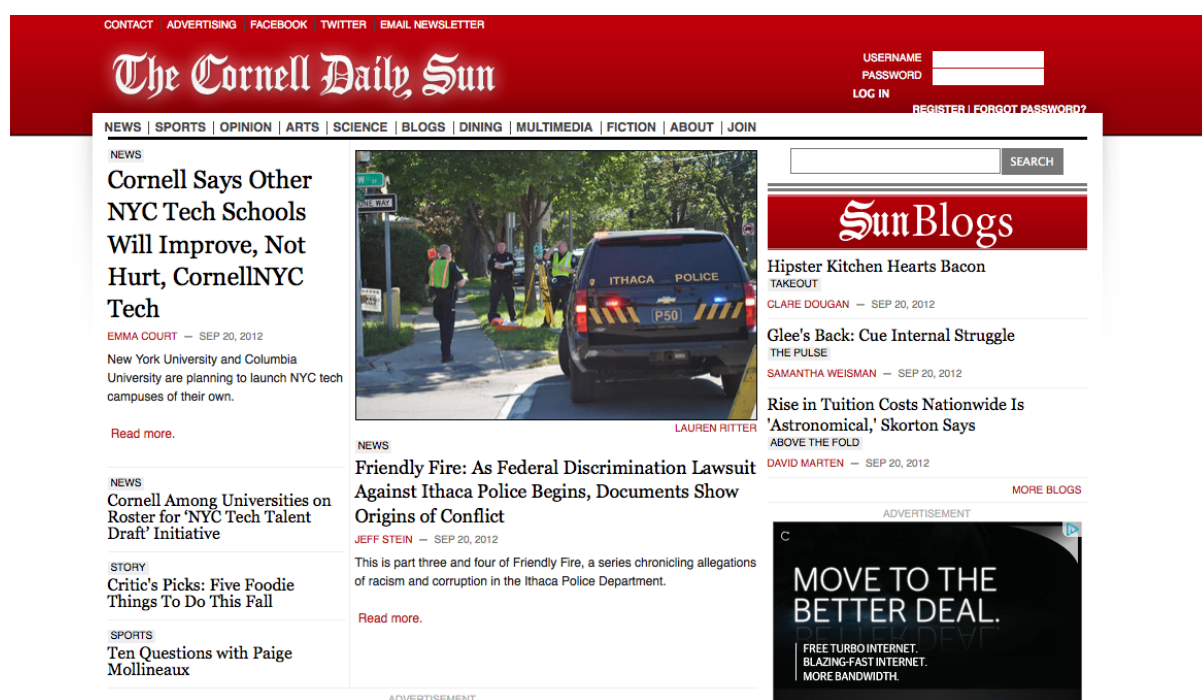 CONTACT ADVERTISING FACEBOOK TWITTER EMAIL NEWSLETTER
The Cornell Daily Sun
USERNAME
PASSWORD
LOG IN
REGISTER | FORGOT PASSWORD?
NEWS | SPORTS | OPINION | ARTS | SCIENCE | BLOGS | DINING | MULTIMEDIA | FICTION | ABOUT | JOIN
NEWS
Cornell Says Other
NYC Tech Schools
Will Improve, Not
Hurt, CornellNYC
Tech
EMMA COURT — SEP 20, 2012
New York University and Columbia
University are planning to launch NYC tech
campuses of their own.
Read more.
NEWS
Cornell Among Universities on
Roster for ‘NYC Tech Talent
Draft’ Initiative
STORY
Critic's Picks: Five Foodie
Things To Do This Fall
SPORTS
Ten Questions with Paige
Mollineaux
ITHACA POLICE
P50
LAUREN RITTER
NEWS
Friendly Fire: As Federal Discrimination Lawsuit
Against Ithaca Police Begins, Documents Show
Origins of Conflict
JEFF STEIN — SEP 20, 2012
This is part three and four of Friendly Fire, a series chronicling allegations
of racism and corruption in the Ithaca Police Department.
Read more.
ADVERTISEMENT
SEARCH
SunBlogs
Hipster Kitchen Hearts Bacon
TAKEOUT
CLARE DOUGAN — SEP 20, 2012
Glee's Back: Cue Internal Struggle
THE PULSE
SAMANTHA WEISMAN — SEP 20, 2012
Rise in Tuition Costs Nationwide Is
'Astronomical,' Skorton Says
ABOVE THE FOLD
DAVID MARTEN — SEP 20, 2012
MORE BLOGS
ADVERTISEMENT
MOVE TO THE
BETTER DEAL.
FREE TURBO INTERNET.
BLAZING-FAST INTERNET.
MORE BANDWIDTH.